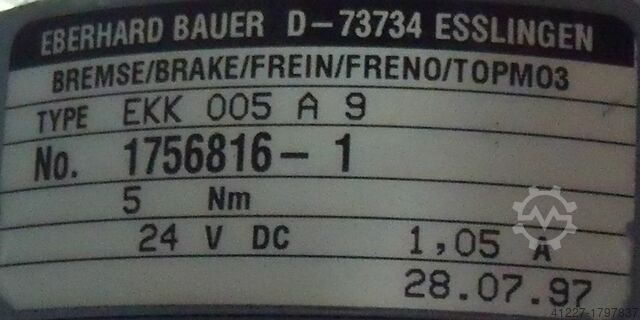 EBERHARD BAUER D-73734 ESSLINGEN
BREMSE/BRAKE/FREIN/FRENO/TOPMO3
TYPE EKK 005 A 9
No. 1756816-1
5 Nm
24 V DC 1,05 A
28.07.97